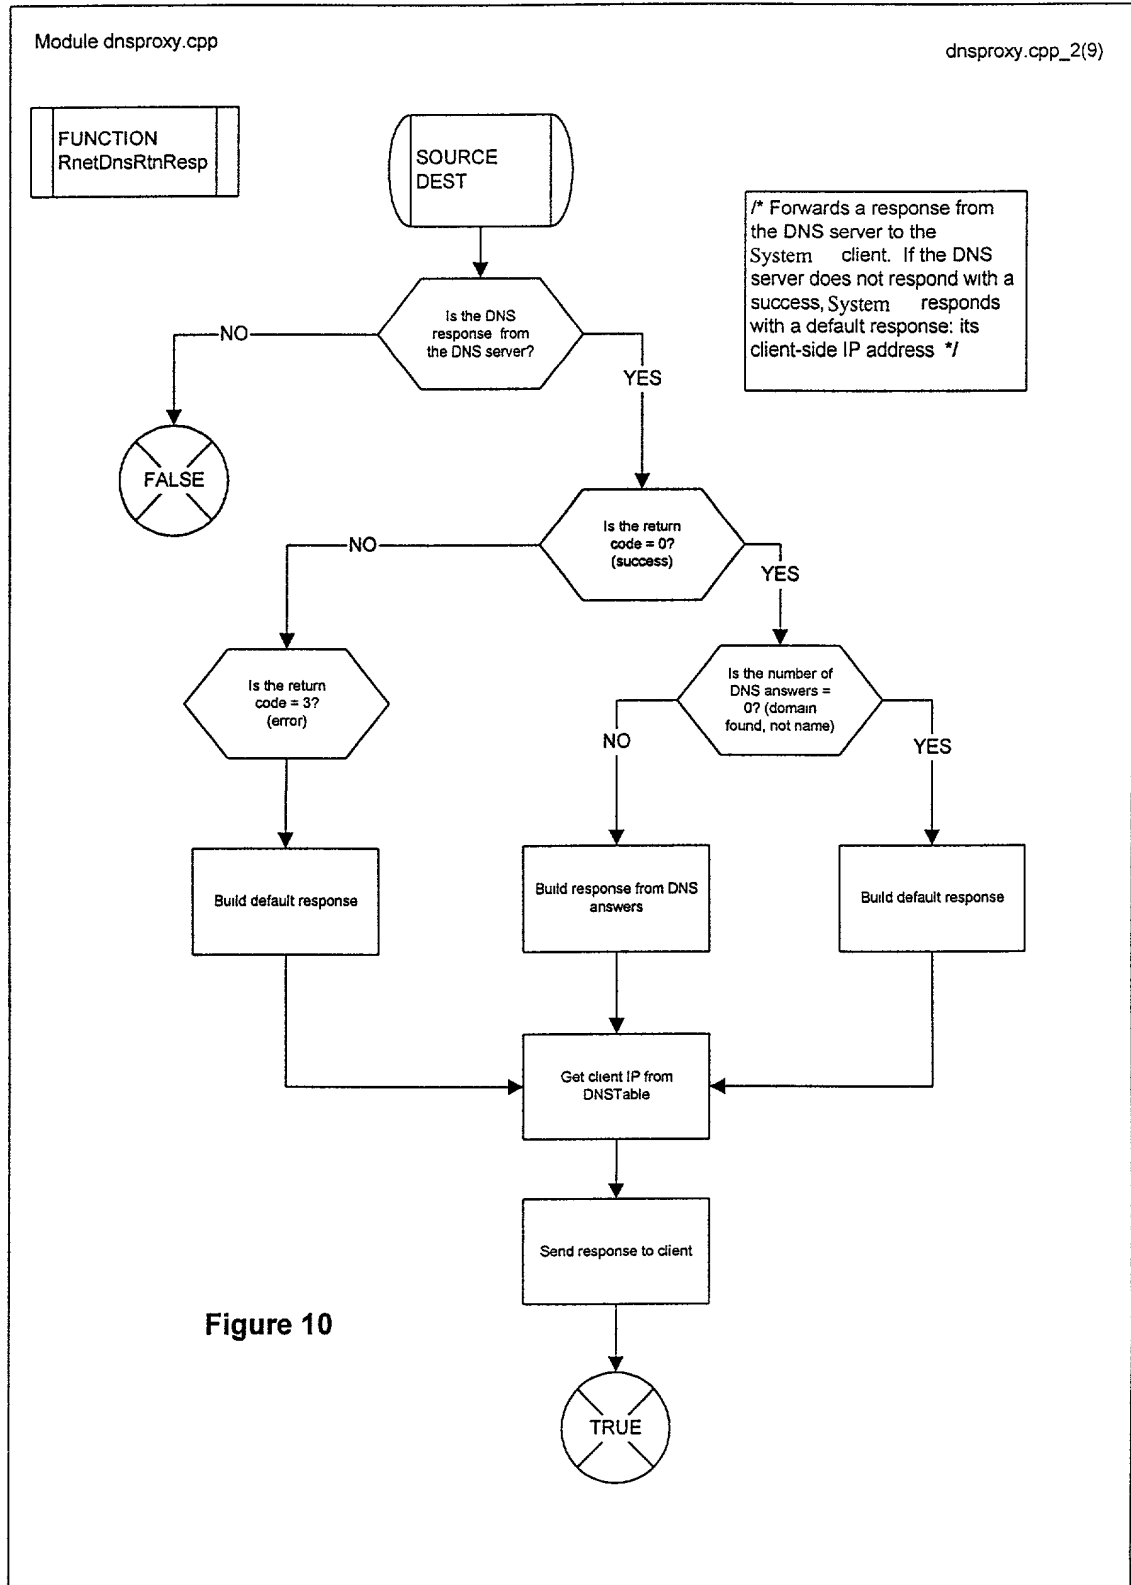 Module dnsproxy.cpp
dnsproxy.cpp_2(9)
FUNCTION
RnetDnsRtnResp
SOURCE
DEST
/* Forwards a response from
the DNS server to the
System client. If the DNS
server does not respond with a
success, System responds
with a default response: its
client-side IP address */
Is the DNS
response from
the DNS server?
NO
YES
FALSE
Is the return
code = 0?
(success)
NO
YES
Is the return
code = 3?
(error)
Is the number of
DNS answers =
0? (domain
found, not name)
NO
YES
Build default response
Build response from DNS
answers
Build default response
Get client IP from
DNSTable
Send response to client
Figure 10
TRUE